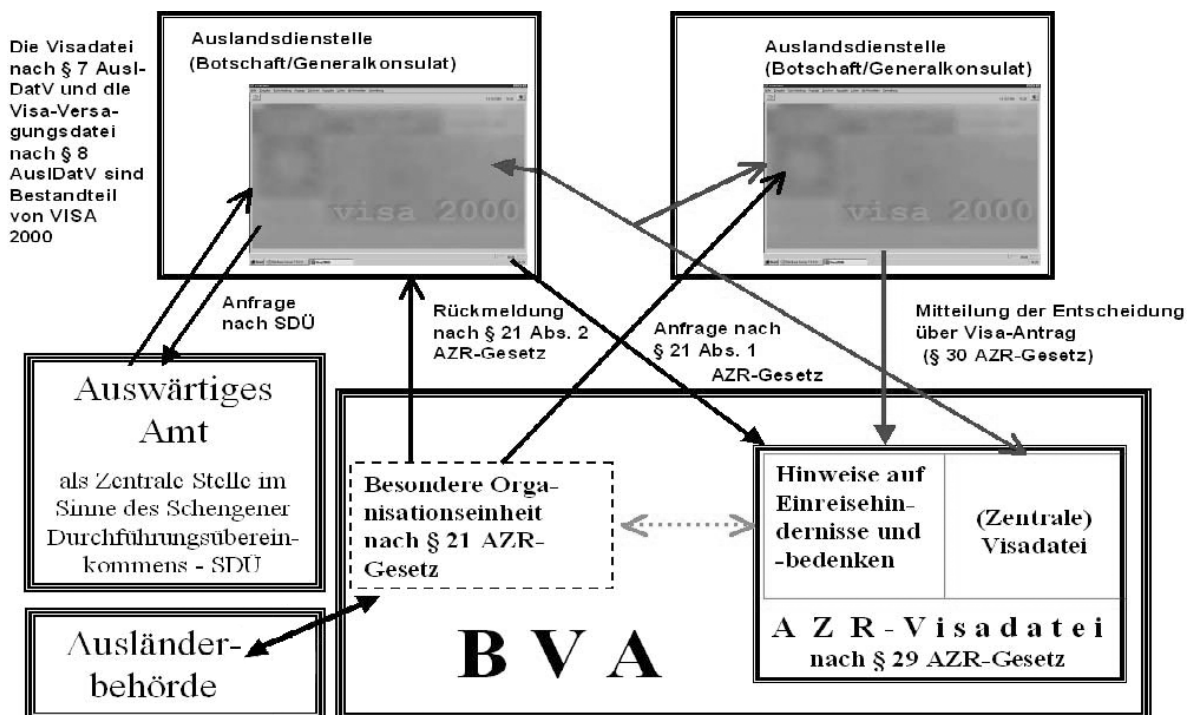 Die Visadatei
nach § 7 Ausl-
DatV und die
Visa-Versa-
gungsdatei
nach § 8
AuslDatV sind
Bestandteil
von VISA
2000
Auslandsdienstelle
(Botschaft/Generalkonsulat)
visa 2000
Auslandsdienstelle
(Botschaft/Generalkonsulat)
visa 2000
Anfrage
nach SDÜ
Rückmeldung
nach § 21 Abs. 2
AZR-Gesetz
Anfrage nach
§ 21 Abs. 1
AZR-Gesetz
Mitteilung der Entscheidung
über Visa-Antrag
(§ 30 AZR-Gesetz)
Auswärtiges
Amt
als Zentrale Stelle im
Sinne des Schengener
Durchführungsüberein-
kommens - SDÜ
Ausländer-
behörde
Besondere Orga-
nisationseinheit
nach § 21 AZR-
Gesetz
BVA
Hinweise auf
Einreisehin-
dernisse und
-bedenken
(Zentrale)
Visadatei
AZR-Visadatei
nach § 29 AZR-Gesetz